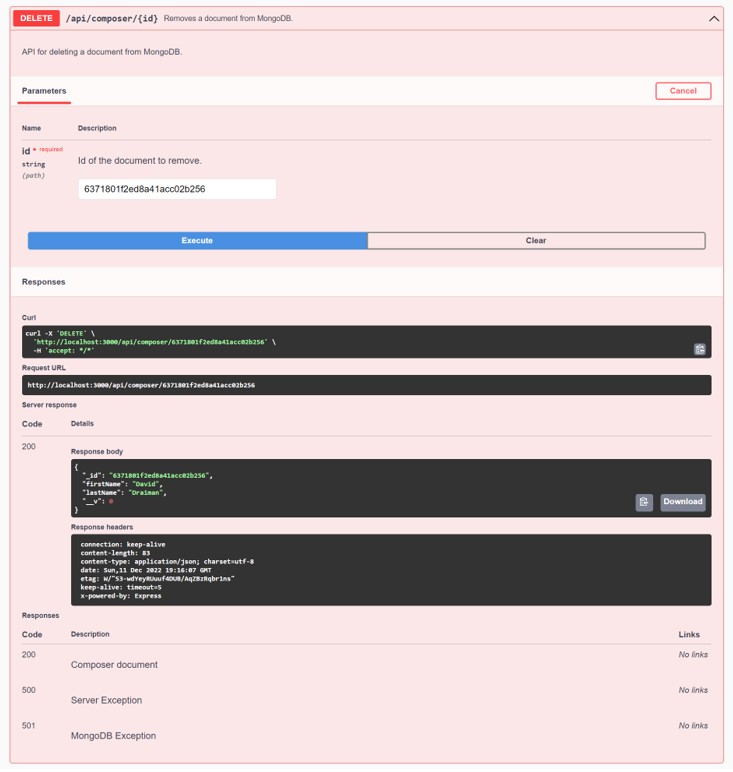 DELETE /api/composer/{id} Removes a document from MongoDB.
API for deleting a document from MongoDB.
Parameters Cancel
Name Description
id * required
string
(path)
Id of the document to remove.
6371801f2ed8a41acc02b256
Execute Clear
Responses
Curl
curl -X 'DELETE' \
'http://localhost:3000/api/composer/6371801f2ed8a41acc02b256' \
-H 'accept: */*'
Request URL
http://localhost:3000/api/composer/6371801f2ed8a41acc02b256
Server response
Code Details
200
Response body
{
"_id": "6371801f2ed8a41acc02b256",
"firstName": "David",
"lastName": "Draiman",
"__v": 0
}
Download
Response headers
connection: keep-alive
content-length: 83
content-type: application/json; charset=utf-8
date: Sun,11 Dec 2022 19:16:07 GMT
etag: W/"53-wdYeyRUuuf4DUB/AqZBzRqbr1ns"
keep-alive: timeout=5
x-powered-by: Express
Responses
Code Description Links
200 No links
Composer document
500 No links
Server Exception
501 No links
MongoDB Exception